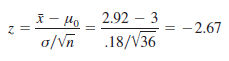 z = x̄ − μ₀ / σ/√n = 2.92 − 3 / .18/√36 = −2.67